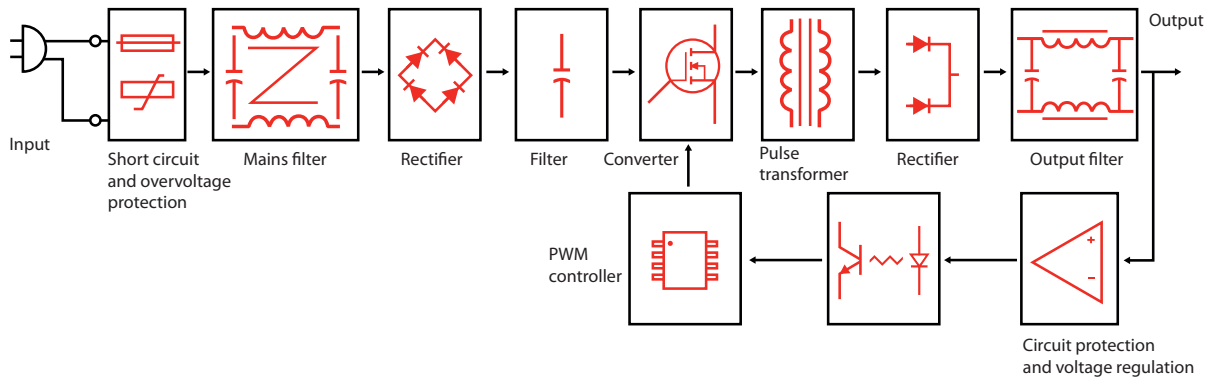 Output
Input
Short circuit
and overvoltage
protection
Mains filter
Rectifier
Filter
Converter
Pulse
transformer
Rectifier
Output filter
PWM
controller
+
−
Circuit protection
and voltage regulation